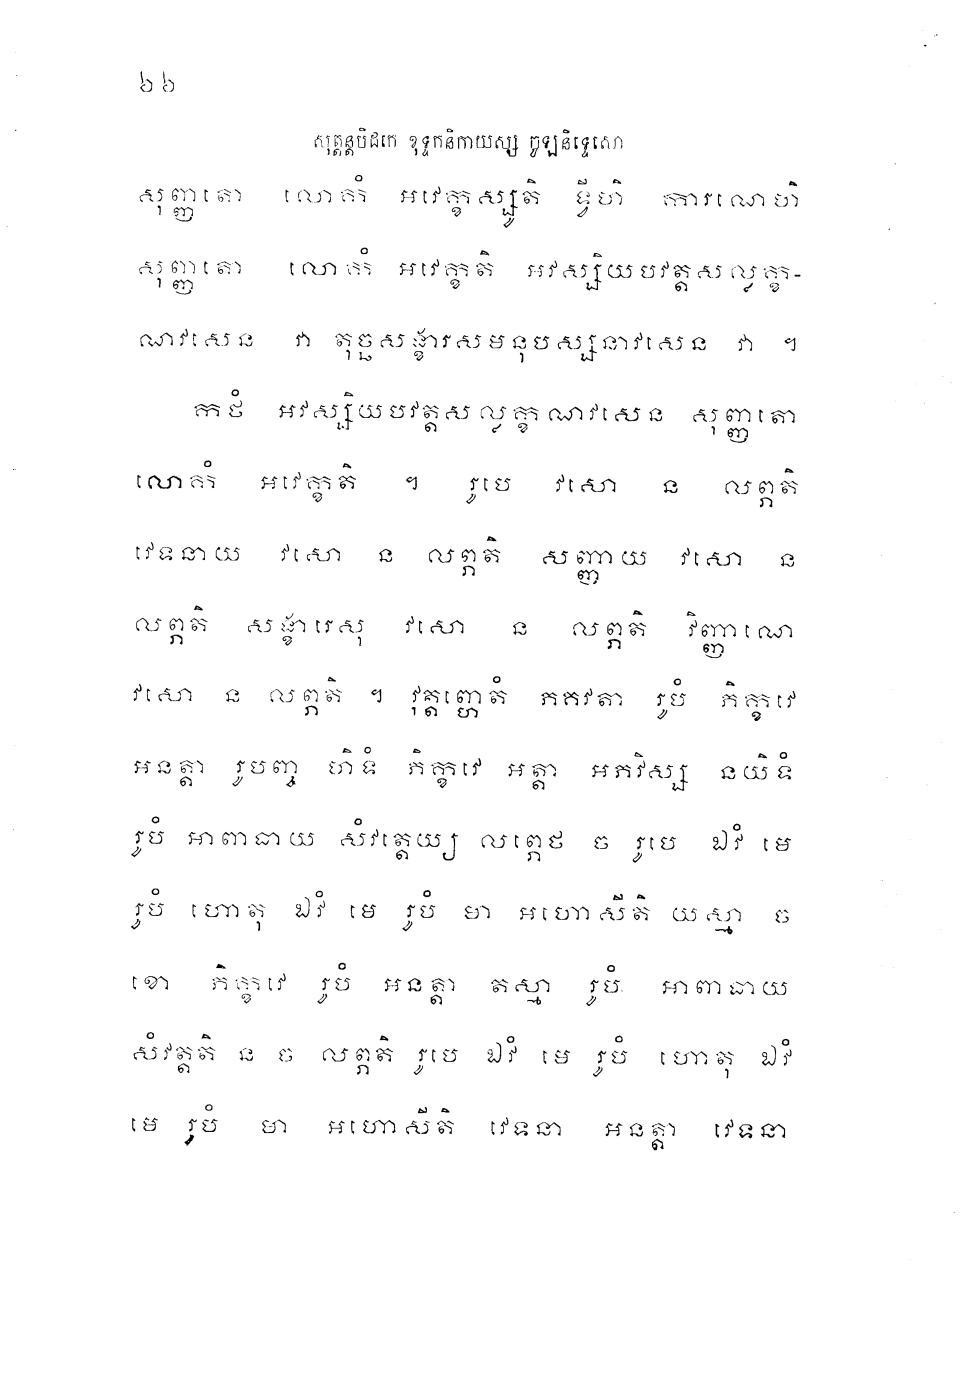 ៦៦
សុត្តន្តបិដកេ ខុទ្ទកនិកាយស្ស ចូឡនិទ្ទេសោ
សុញ្ញតោ លោកំ អវេក្ខស្សូតិ ទ្វីហិ ការណេហិ
សុញ្ញតោ លោកំ អវេក្ខតិ អវស្សិយបវត្តសល្លក្ខ-
ណាវសេន វា តុច្ឆសង្ខារសមនុបស្សនាវសេន វា ។
កថំ អវស្សិយបវត្តសល្លក្ខណាវសេន សុញ្ញតោ
លោកំ អវេក្ខតិ ។ រូបេ វសោ ន លព្ភតិ
វេទនាយ វសោ ន លព្ភតិ សញ្ញាយ វសោ ន
លព្ភតិ សង្ខារេសុ វសោ ន លព្ភតិ វិញ្ញាណេ
វសោ ន លព្ភតិ ។ វុត្តញ្ហេតំ ភគវតា រូបំ ភិក្ខវេ
អនត្តា រូបញ្ច ហិទំ ភិក្ខវេ អត្តា អភវិស្ស នយិទំ
រូបំ អាពាធាយ សំវត្តេយ្យ លព្ភេថ ច រូបេ ឯវំ មេ
រូបំ ហោតុ ឯវំ មេ រូបំ មា អហោសីតិ យស្មា ច
ខោ ភិក្ខវេ រូបំ អនត្តា តស្មា រូបំ អាពាធាយ
សំវត្តតិ ន ច លព្ភតិ រូបេ ឯវំ មេ រូបំ ហោតុ ឯវំ
មេ រូបំ មា អហោសីតិ វេទនា អនត្តា វេទនា